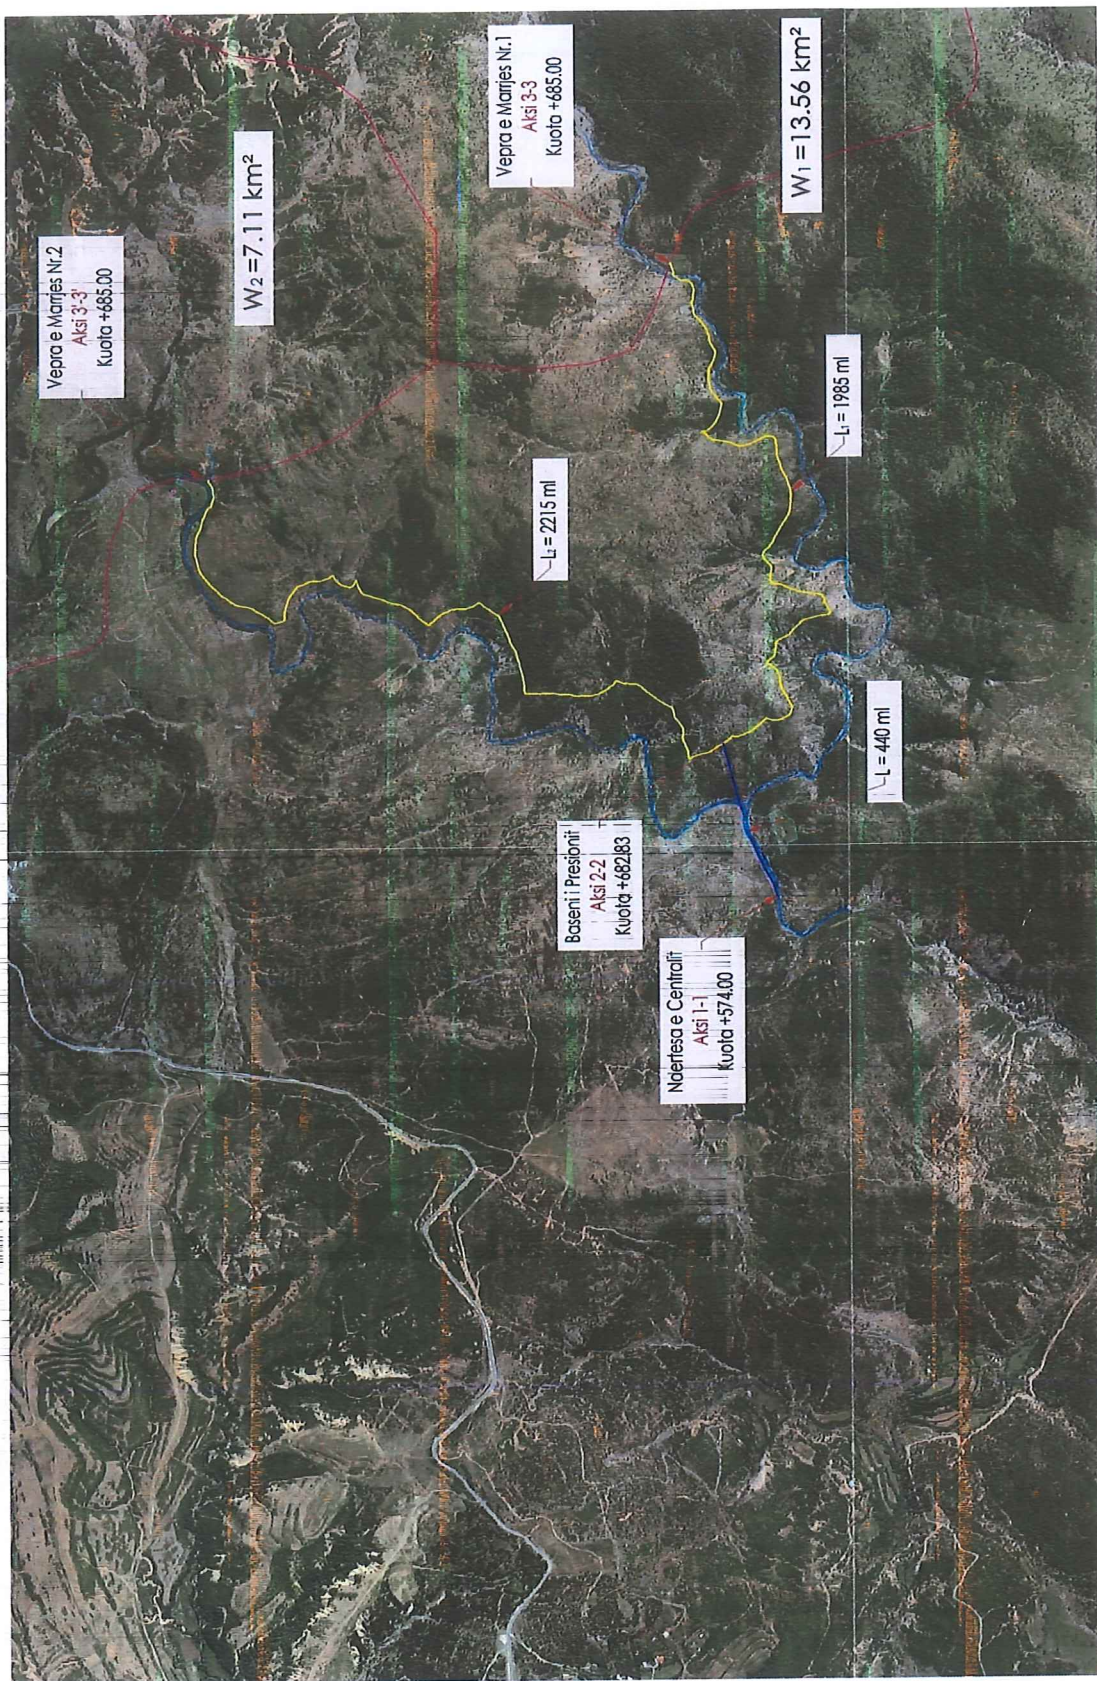 Vepra e Marrjes Nr.2
Aksi 3'-3'
Kuota +685.00
W₂ =7.11 km²
Vepra e Marrjes Nr.1
Aksi 3-3
Kuota +685.00
W₁ =13.56 km²
L₂ = 2215 ml
L₁ = 1985 ml
L = 440 ml
Baseni i Presionit
Aksi 2-2
Kuota +682.83
Ndertesa e Centralit
Aksi 1-1
Kuota +574.00